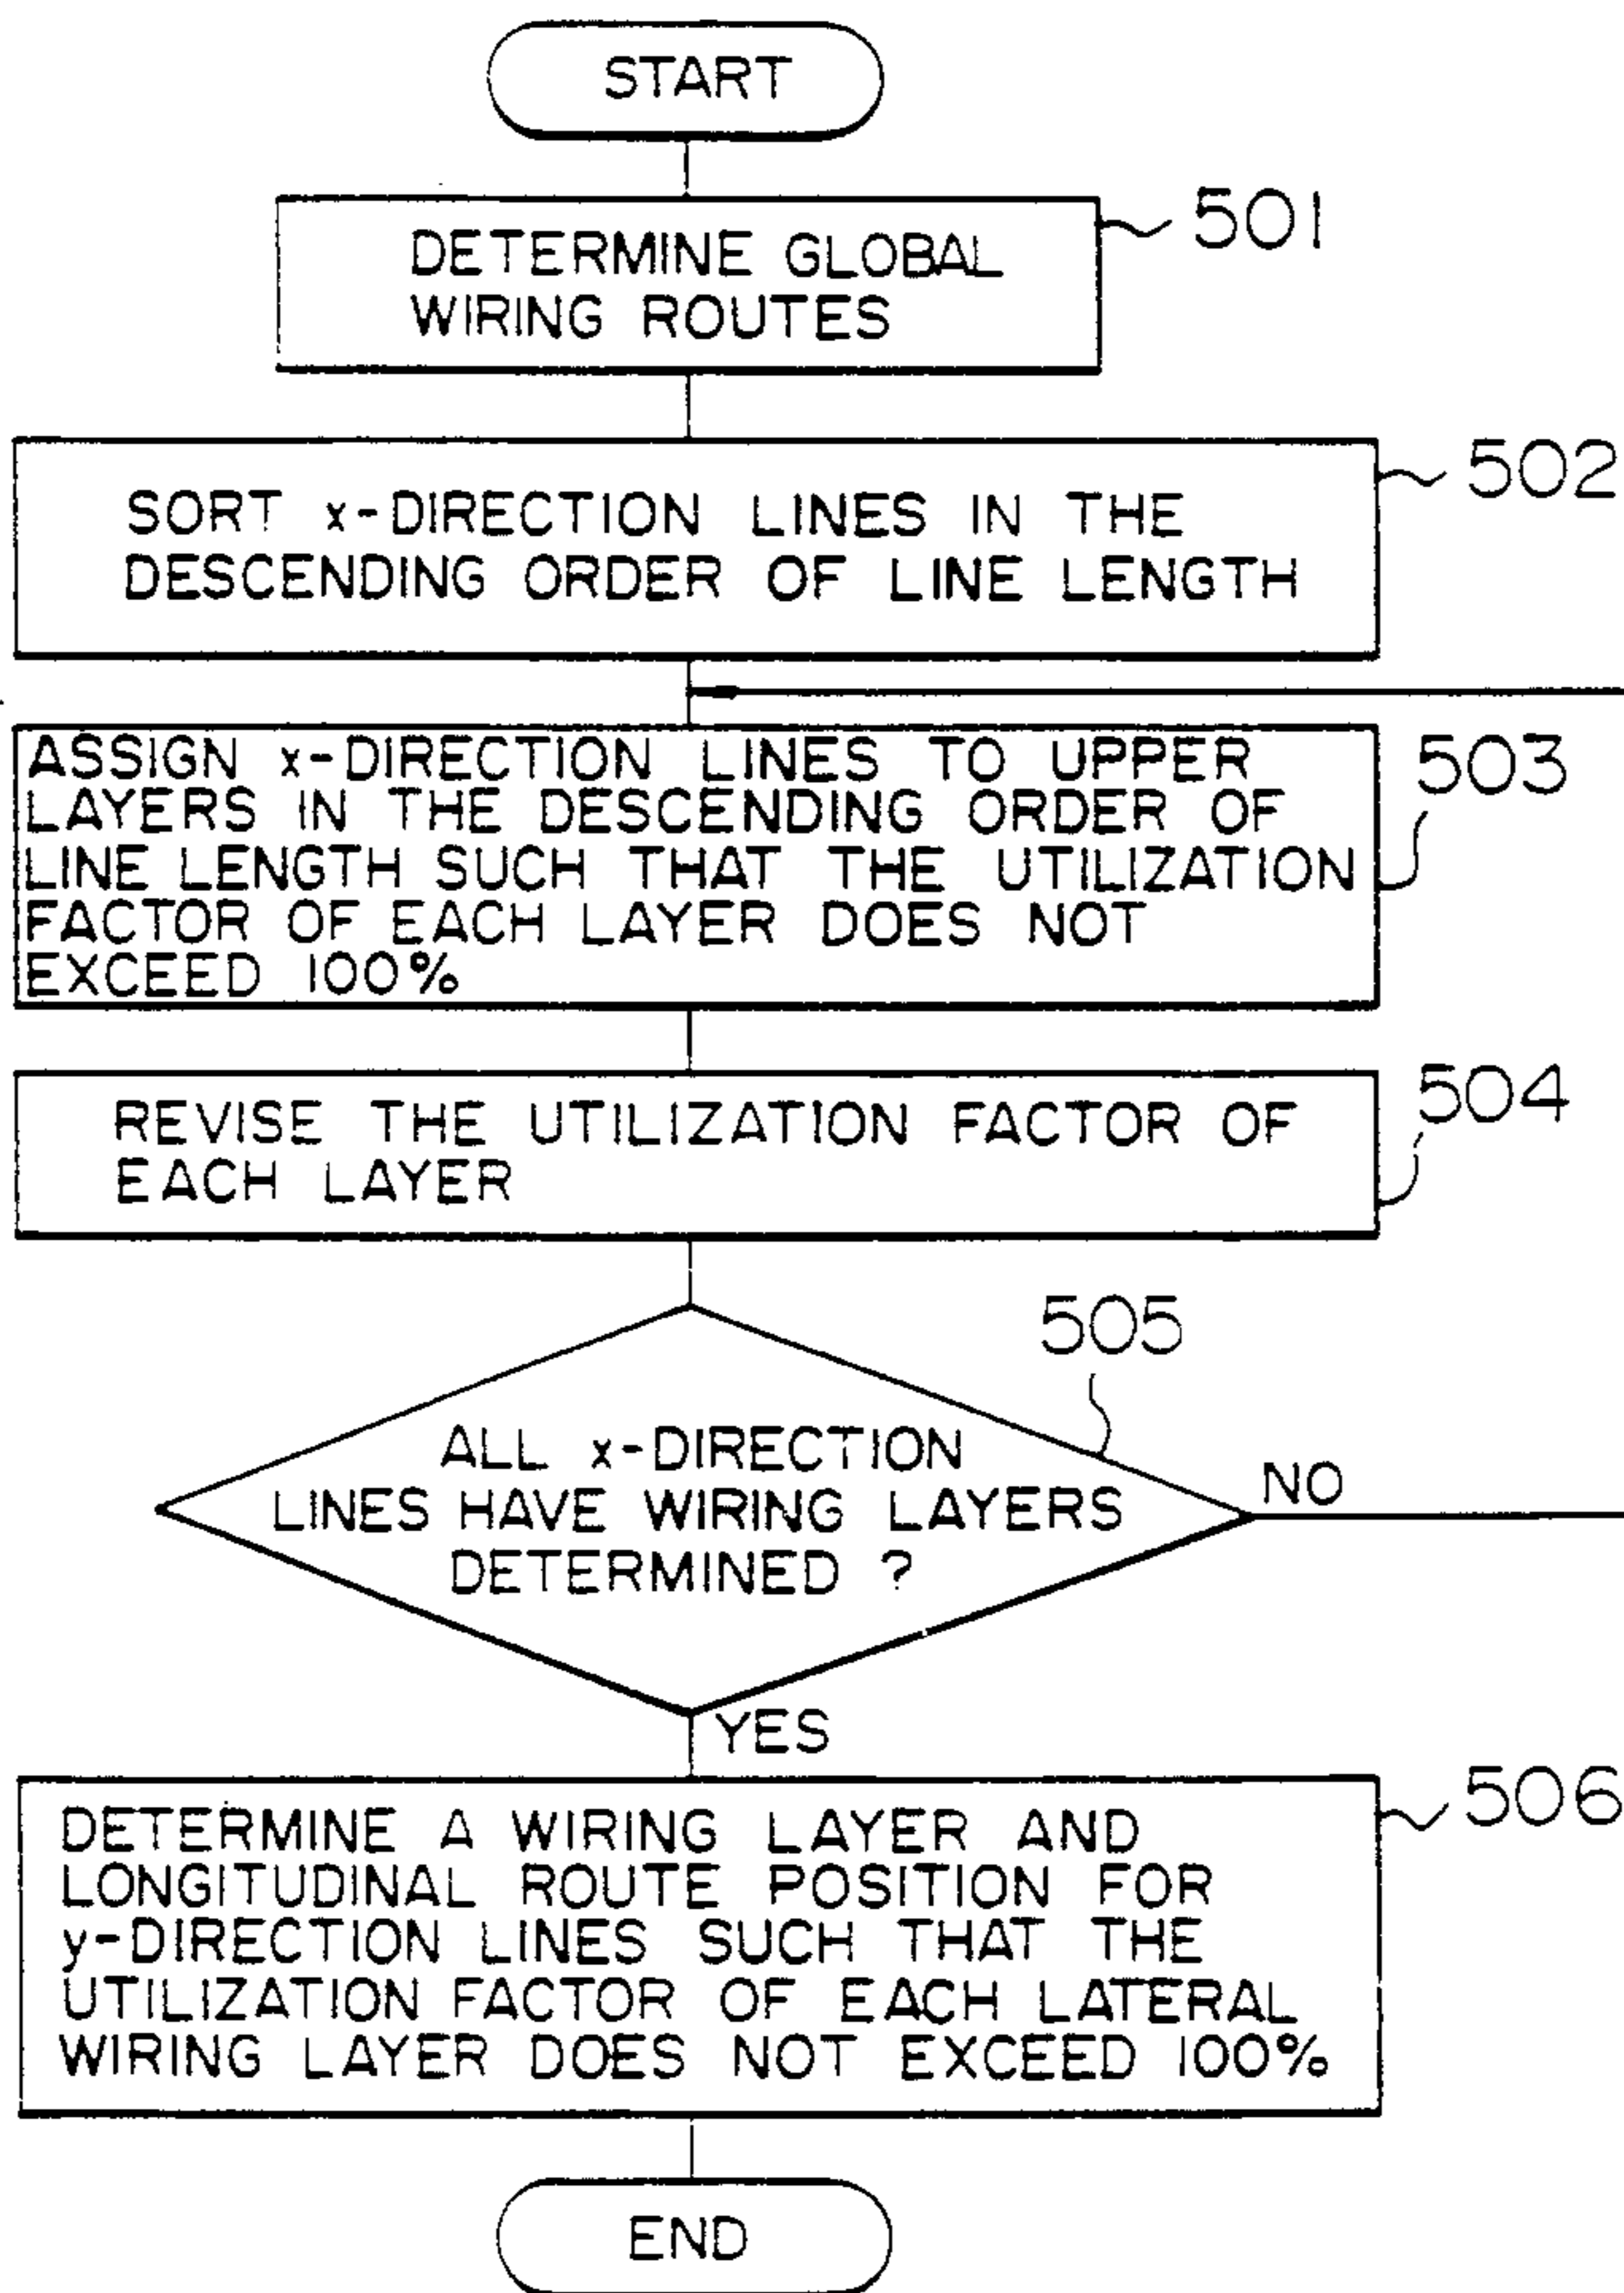 START
501
DETERMINE GLOBAL
WIRING ROUTES
502
SORT x-DIRECTION LINES IN THE
DESCENDING ORDER OF LINE LENGTH
503
ASSIGN x-DIRECTION LINES TO UPPER
LAYERS IN THE DESCENDING ORDER OF
LINE LENGTH SUCH THAT THE UTILIZATION
FACTOR OF EACH LAYER DOES NOT
EXCEED 100%
504
REVISE THE UTILIZATION FACTOR OF
EACH LAYER
505
ALL x-DIRECTION
LINES HAVE WIRING LAYERS
DETERMINED ?
NO
YES
506
DETERMINE A WIRING LAYER AND
LONGITUDINAL ROUTE POSITION FOR
y-DIRECTION LINES SUCH THAT THE
UTILIZATION FACTOR OF EACH LATERAL
WIRING LAYER DOES NOT EXCEED 100%
END